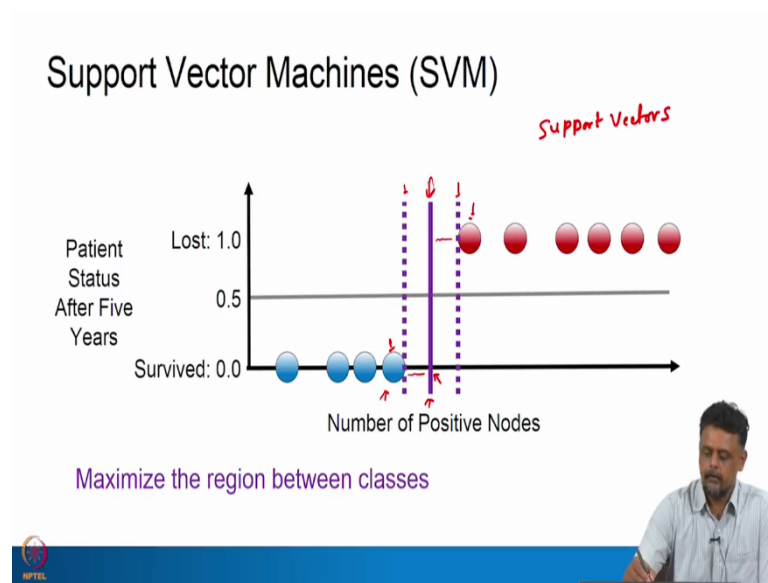 Support Vector Machines (SVM)
Support Vectors
Patient
Status
After Five
Years
Lost: 1.0
0.5
Survived: 0.0
Number of Positive Nodes
Maximize the region between classes
NPTEL